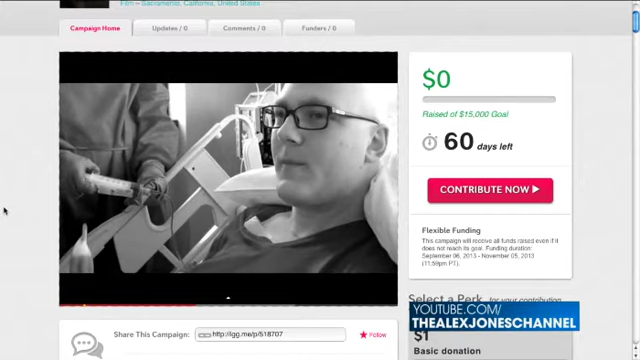 Film – Sacramento, California, United States
Campaign Home
Updates / 0
Comments / 0
Funders / 0
$0
Raised of $15,000 Goal
60 days left
CONTRIBUTE NOW
Flexible Funding
This campaign will receive all funds raised even if it
does not reach its goal. Funding duration:
September 06, 2013 - November 05, 2013
(11:59pm PT).
Select a Perk for your contribution
YOUTUBE.COM/
THEALEXJONESCHANNEL
$1
Basic donation
Share This Campaign:
http://igg.me/p/518707
Follow